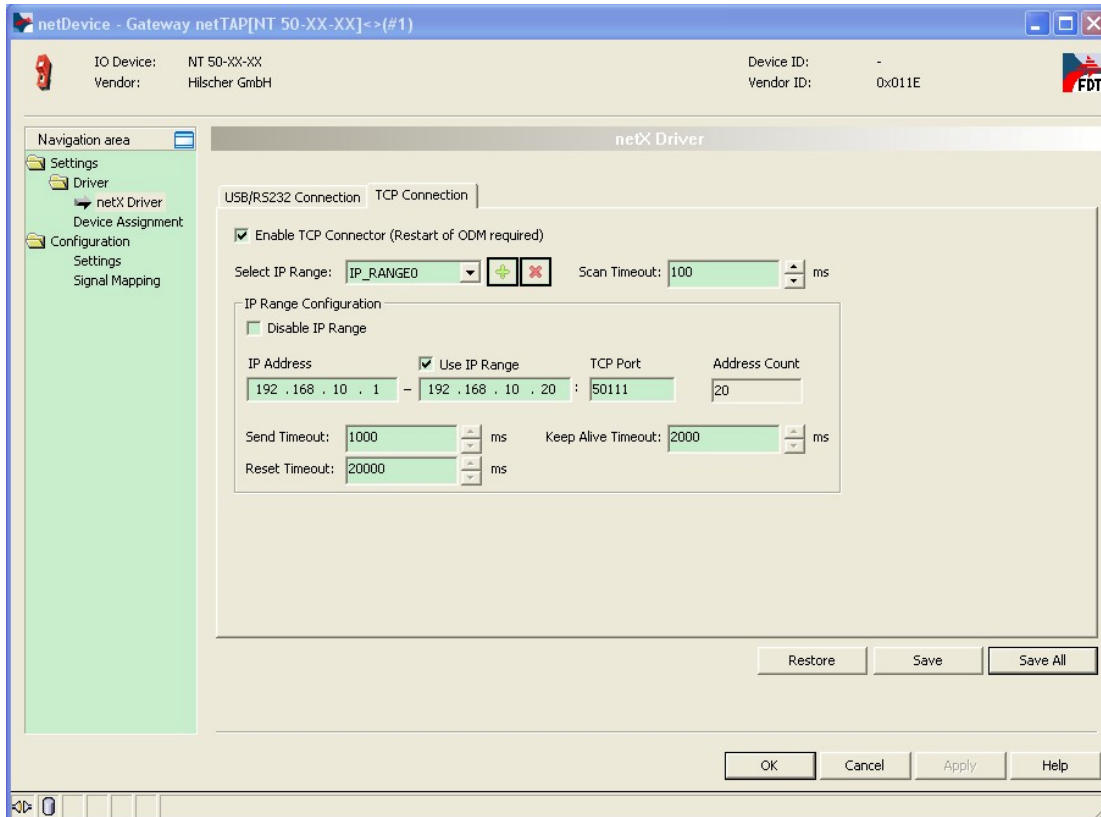 netDevice - Gateway netTAP[NT 50-XX-XX]<>(#1)
IO Device: NT 50-XX-XX Device ID: -
Vendor: Hilscher GmbH Vendor ID: 0x011E
FDT
Navigation area
netX Driver
Settings
Driver
netX Driver
Device Assignment
Configuration
Settings
Signal Mapping
USB/RS232 Connection TCP Connection
Enable TCP Connector (Restart of ODM required)
Select IP Range: IP_RANGE0 Scan Timeout: 100 ms
IP Range Configuration
Disable IP Range
IP Address Use IP Range TCP Port Address Count
192 . 168 . 10 . 1 – 192 . 168 . 10 . 20 : 50111 20
Send Timeout: 1000 ms Keep Alive Timeout: 2000 ms
Reset Timeout: 20000 ms
Restore Save Save All
OK Cancel Apply Help